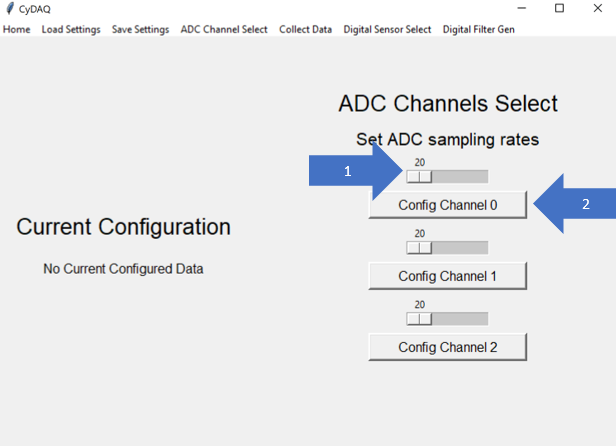 CyDAQ
Home Load Settings Save Settings ADC Channel Select Collect Data Digital Sensor Select Digital Filter Gen
ADC Channels Select
Set ADC sampling rates
20
1
Config Channel 0
2
Current Configuration
No Current Configured Data
20
Config Channel 1
20
Config Channel 2